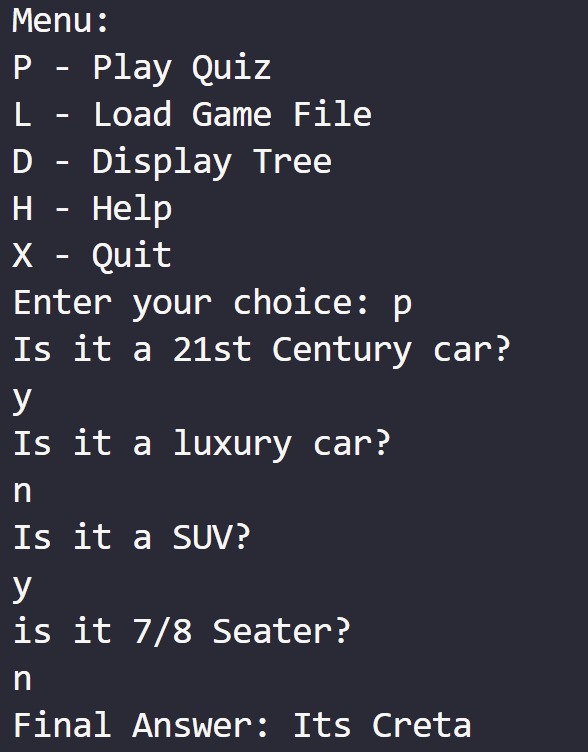 Menu:
P - Play Quiz
L - Load Game File
D - Display Tree
H - Help
X - Quit
Enter your choice: p
Is it a 21st Century car?
y
Is it a luxury car?
n
Is it a SUV?
y
is it 7/8 Seater?
n
Final Answer: Its Creta